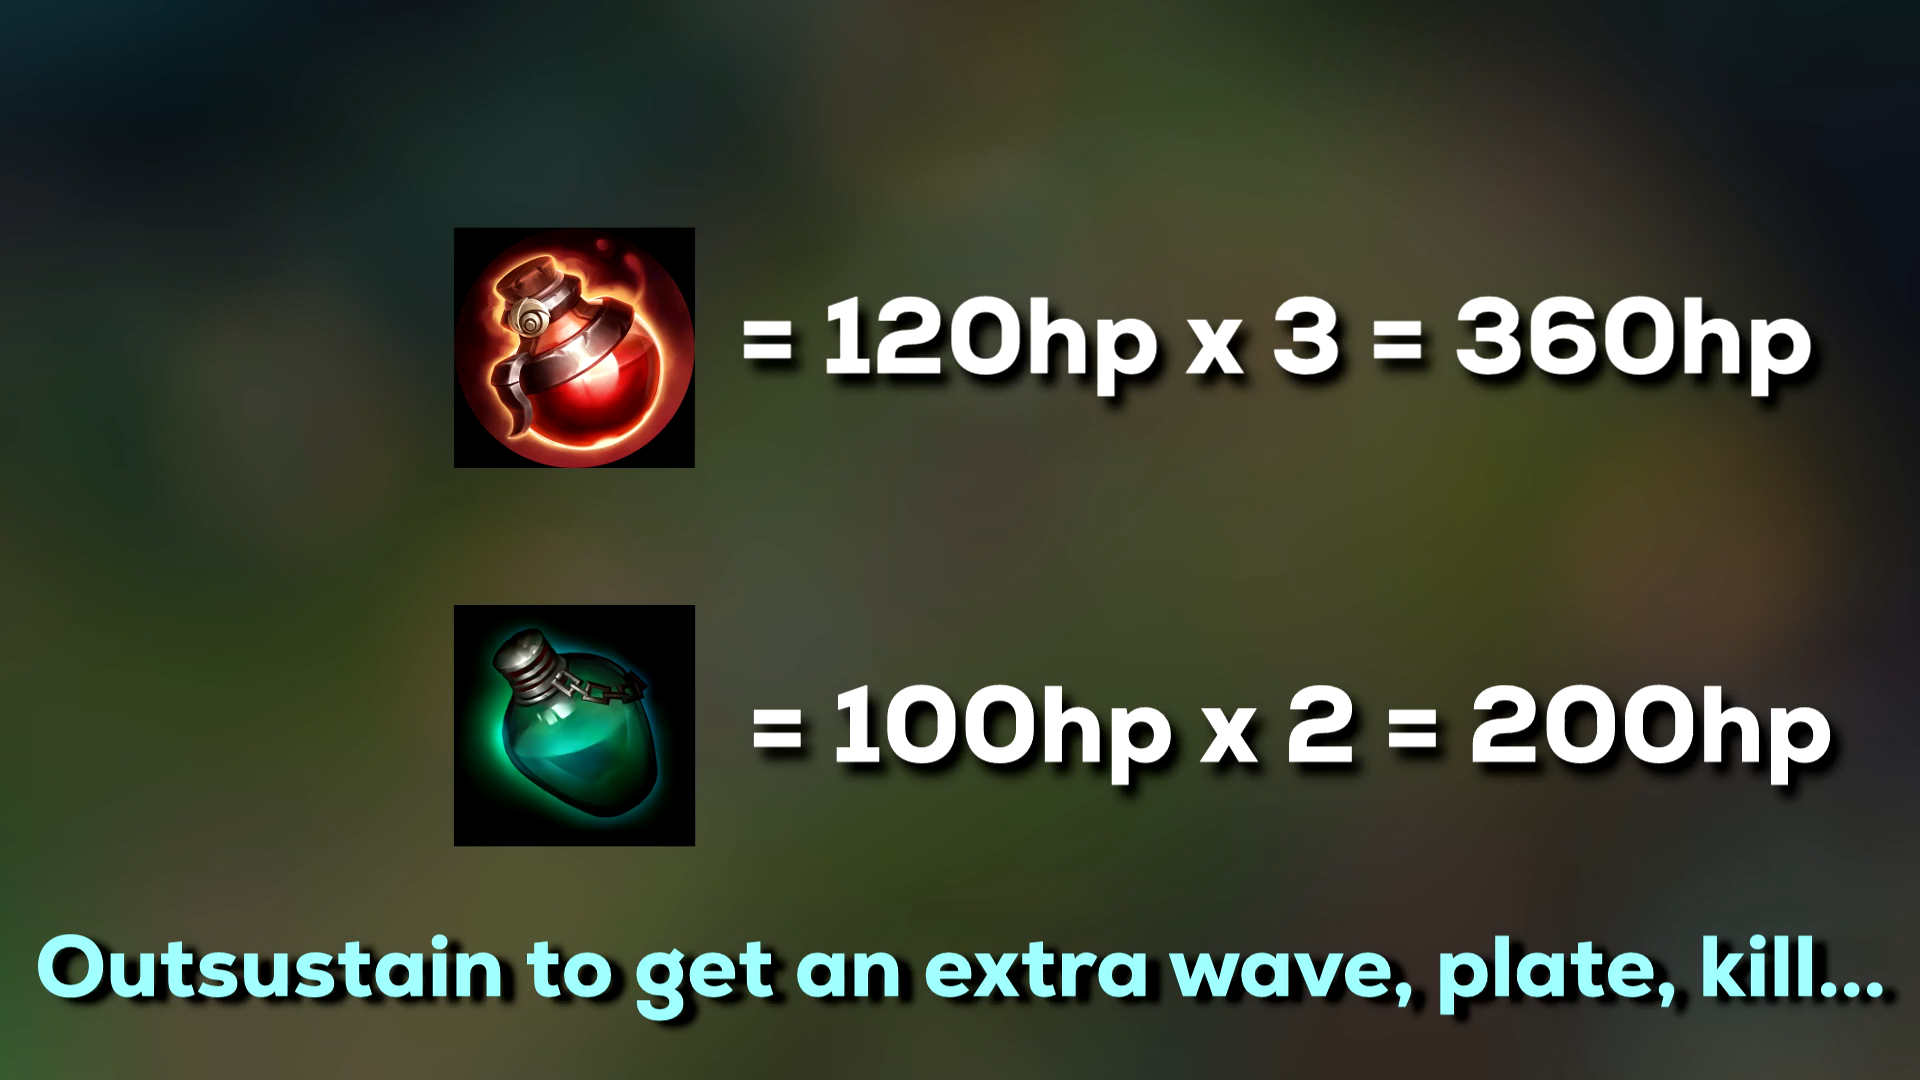 = 120hp x 3 = 360hp
= 100hp x 2 = 200hp
Outsustain to get an extra wave, plate, kill...